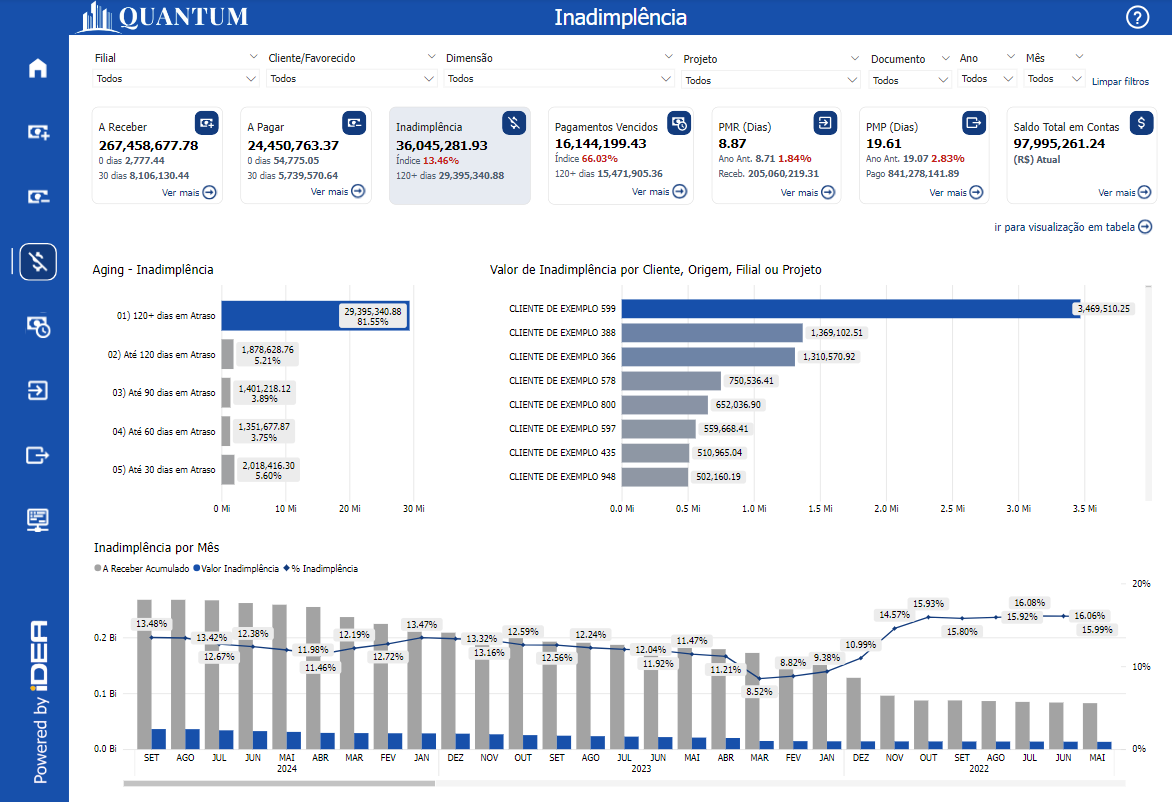 QUANTUM
Inadimplência
?
Filial
Todos
Cliente/Favorecido
Todos
Dimensão
Todos
Projeto
Todos
Documento
Todos
Ano
Todos
Mês
Todos
Limpar filtros
A Receber
267,458,677.78
0 dias 2,777.44
30 dias 8,106,130.44
Ver mais
A Pagar
24,450,763.37
0 dias 54,775.05
30 dias 5,739,570.64
Ver mais
Inadimplência
36,045,281.93
Índice 13.46%
120+ dias 29,395,340.88
Pagamentos Vencidos
16,144,199.43
Índice 66.03%
120+ dias 15,471,905.36
Ver mais
PMR (Dias)
8.87
Ano Ant. 8.71 1.84%
Receb. 205,060,219.31
Ver mais
PMP (Dias)
19.61
Ano Ant. 19.07 2.83%
Pago 841,278,141.89
Ver mais
$
Saldo Total em Contas
97,995,261.24
(R$) Atual
Ver mais
ir para visualização em tabela
Aging - Inadimplência
01) 120+ dias em Atraso
29,395,340.88
81.55%
02) Até 120 dias em Atraso
1,878,628.76
5.21%
03) Até 90 dias em Atraso
1,401,218.12
3.89%
04) Até 60 dias em Atraso
1,351,677.87
3.75%
05) Até 30 dias em Atraso
2,018,416.30
5.60%
0 Mi 10 Mi 20 Mi 30 Mi
Valor de Inadimplência por Cliente, Origem, Filial ou Projeto
CLIENTE DE EXEMPLO 599 3,469,510.25
CLIENTE DE EXEMPLO 388 1,369,102.51
CLIENTE DE EXEMPLO 366 1,310,570.92
CLIENTE DE EXEMPLO 578 750,536.41
CLIENTE DE EXEMPLO 800 652,036.90
CLIENTE DE EXEMPLO 597 559,668.41
CLIENTE DE EXEMPLO 435 510,965.04
CLIENTE DE EXEMPLO 948 502,160.19
0.0 Mi 0.5 Mi 1.0 Mi 1.5 Mi 2.0 Mi 2.5 Mi 3.0 Mi 3.5 Mi
Inadimplência por Mês
A Receber Acumulado Valor Inadimplência % Inadimplência
0.2 Bi
0.1 Bi
0.0 Bi
20%
10%
0%
13.48% 13.42% 12.67% 12.38% 11.98% 11.46% 12.19% 12.72% 13.47% 13.32% 13.16% 12.59% 12.56% 12.24% 12.04% 11.92% 11.47% 11.21% 8.52% 8.82% 9.38% 10.99% 14.57% 15.93% 15.80% 15.92% 16.08% 16.06% 15.99%
SET AGO JUL JUN MAI ABR MAR FEV JAN DEZ NOV OUT SET AGO JUL JUN MAI ABR MAR FEV JAN DEZ NOV OUT SET AGO JUL JUN MAI
2024 2023 2022
Powered by iDEA